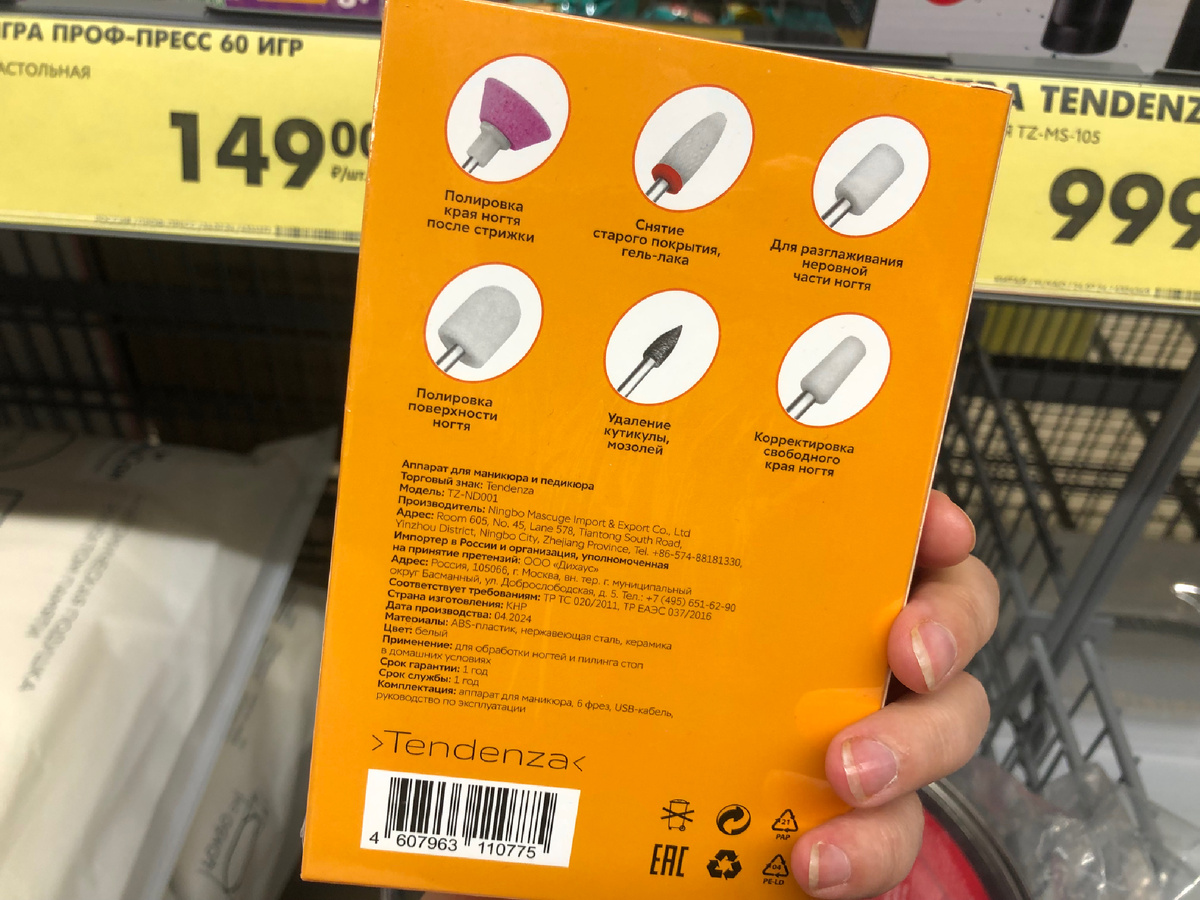 ГРА ПРОФ-ПРЕСС 60 ИГР
АСТОЛЬНАЯ
149 00
₽/шт.
А TENDENZ
Я TZ-MS-105
999
Полировка
края ногтя
после стрижки
Снятие
старого покрытия,
гель-лака
Для разглаживания
неровной
части ногтя
Полировка
поверхности
ногтя
Удаление
кутикулы,
мозолей
Корректировка
свободного
края ногтя
Аппарат для маникюра и педикюра
Торговый знак: Tendenza
Модель: TZ-ND001
Производитель: Ningbo Mascuge Import & Export Co., Ltd
Адрес: Room 605, No. 45, Lane 578, Tiantong South Road,
Yinzhou District, Ningbo City, Zhejiang Province, Tel. +86-574-88181330,
Импортер в России и организация, уполномоченная
на принятие претензий: ООО «Дихаус»
Адрес: Россия, 105066, г. Москва, вн. тер. г. муниципальный
округ Басманный, ул. Доброслободская, д. 5. Тел.: +7 (495) 651-62-90
Соответствует требованиям: ТР ТС 020/2011, ТР ЕАЭС 037/2016
Страна изготовления: КНР
Дата производства: 04.2024
Материалы: ABS-пластик, нержавеющая сталь, керамика
Цвет: белый
Применение: для обработки ногтей и пилинга стоп
в домашних условиях
Срок гарантии: 1 год
Срок службы: 1 год
Комплектация: аппарат для маникюра, 6 фрез, USB-кабель,
руководство по эксплуатации
>Tendenza<
4 607963 110775
21
PAP
EAC
04
PE-LD